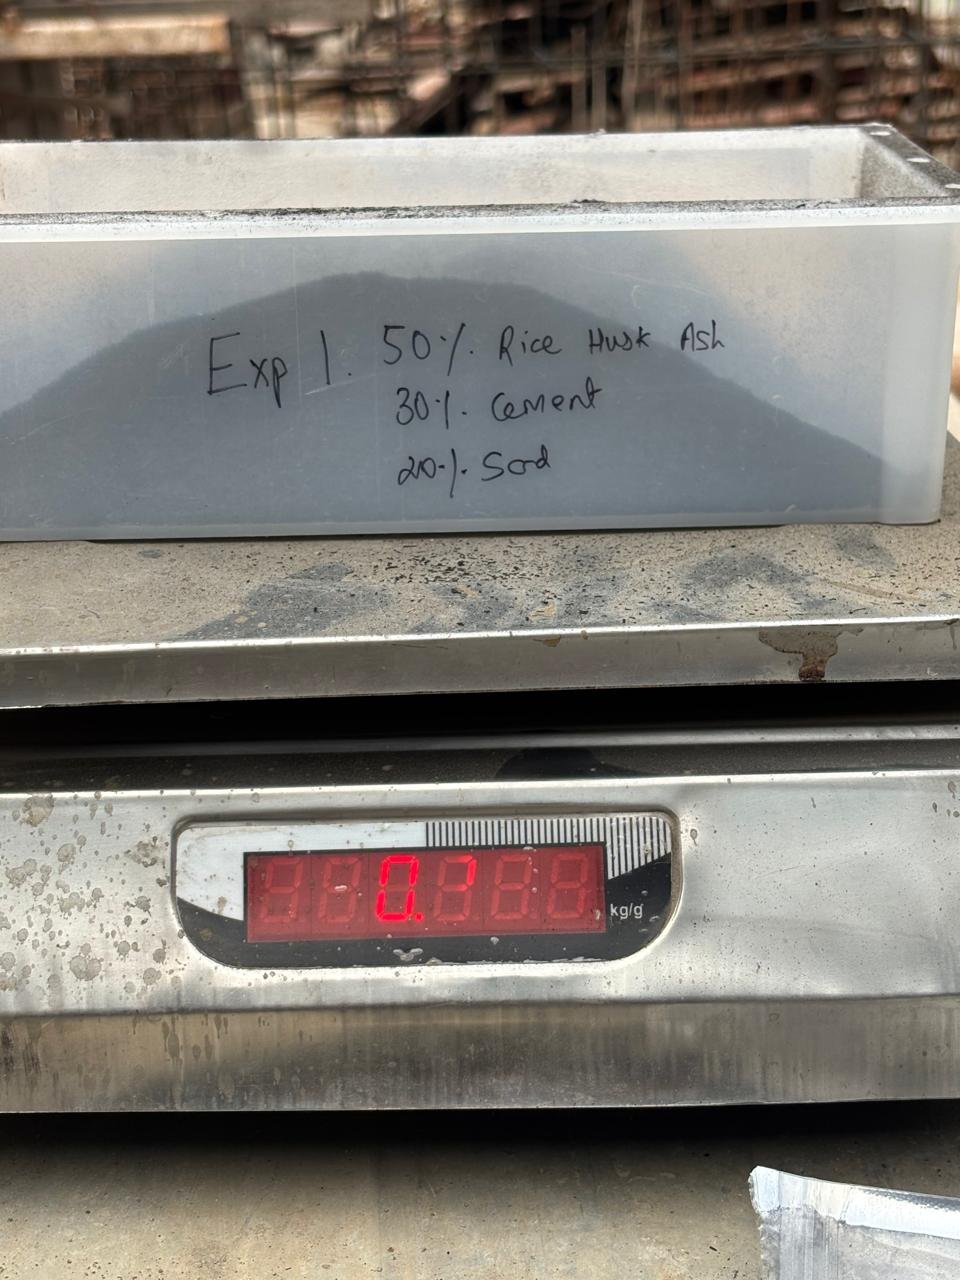 Exp 1. 50%. Rice Husk Ash
30%. Cement
20%. Sand
0.
kg/g